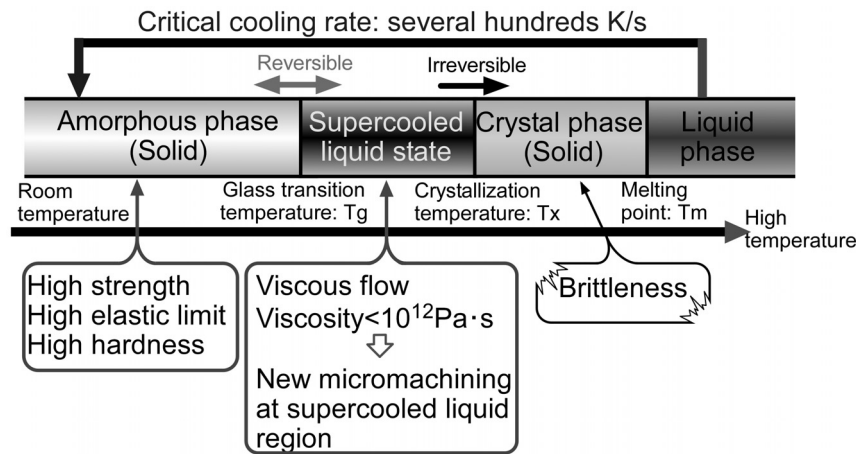 Critical cooling rate: several hundreds K/s
Reversible
Irreversible
Amorphous phase
(Solid)
Supercooled
liquid state
Crystal phase
(Solid)
Liquid
phase
Room
temperature
Glass transition
temperature: Tg
Crystallization
temperature: Tx
Melting
point: Tm
High
temperature
High strength
High elastic limit
High hardness
Viscous flow
Viscosity<10¹²Pa·s
New micromachining
at supercooled liquid
region
Brittleness